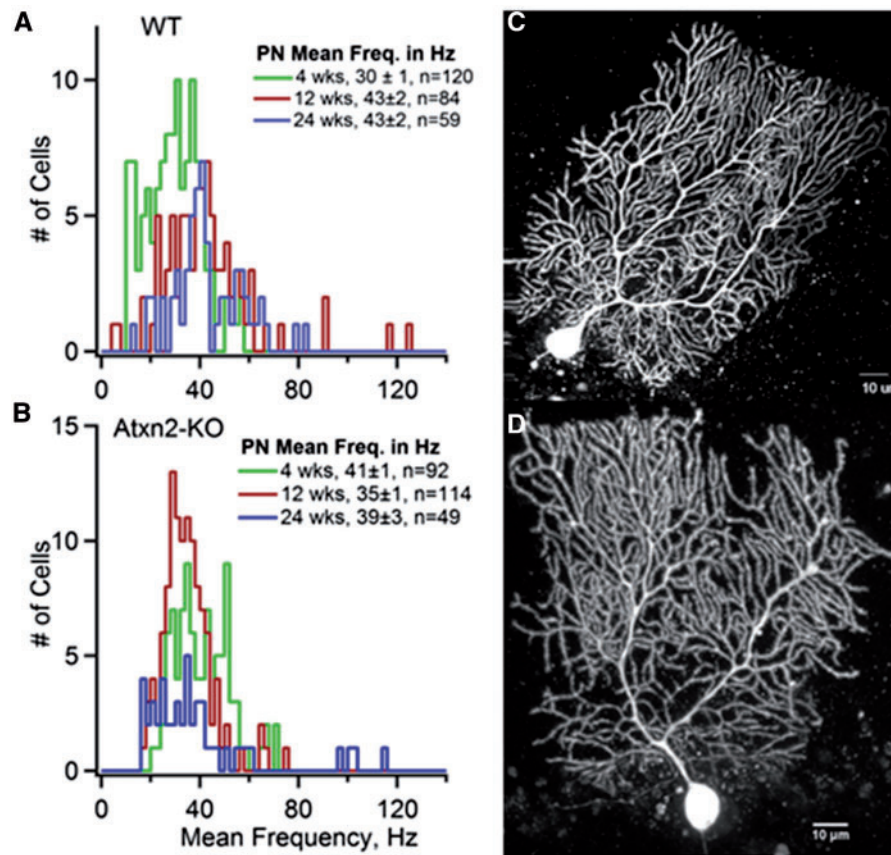 A
WT
PN Mean Freq. in Hz
4 wks, 30 ± 1, n=120
12 wks, 43±2, n=84
24 wks, 43±2, n=59
# of Cells
10
5
0
0
40
80
120
B
Atxn2-KO
PN Mean Freq. in Hz
4 wks, 41±1, n=92
12 wks, 35±1, n=114
24 wks, 39±3, n=49
# of Cells
15
10
5
0
0
40
80
120
Mean Frequency, Hz
C
10 um
D
10 µm